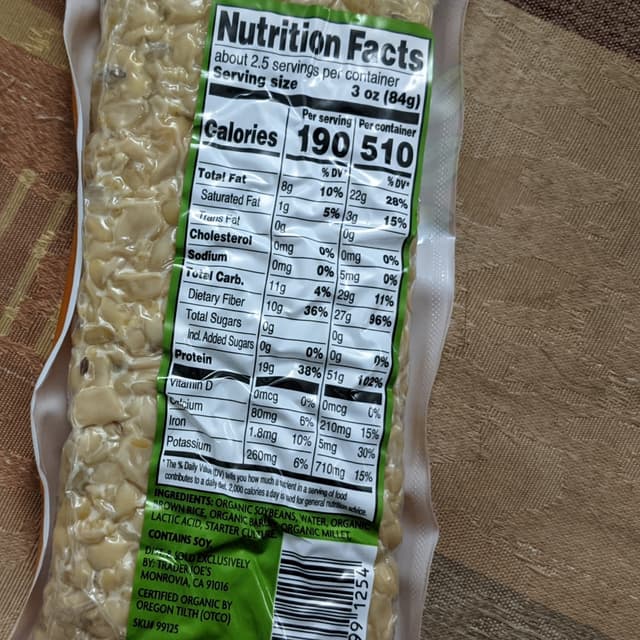 Nutrition Facts
about 2.5 servings per container
Serving size 3 oz (84g)
Per serving Per container
Calories 190 510
% DV* % DV*
Total Fat 8g 10% 22g 28%
Saturated Fat 1g 5% 3g 15%
Trans Fat 0g 0g
Cholesterol 0mg 0% 0mg 0%
Sodium 0mg 0% 5mg 0%
Total Carb. 11g 4% 29g 11%
Dietary Fiber 10g 36% 27g 96%
Total Sugars 0g 0g
Incl. Added Sugars 0g 0% 0g 0%
Protein 19g 38% 51g 102%
Vitamin D 0mcg 0% 0mcg 0%
Calcium 80mg 6% 210mg 15%
Iron 1.8mg 10% 5mg 30%
Potassium 260mg 6% 710mg 15%
*The % Daily Value (DV) tells you how much a nutrient in a serving of food
contributes to a daily diet. 2,000 calories a day is used for general nutrition advice.
INGREDIENTS: ORGANIC SOYBEANS, WATER, ORGANIC
BROWN RICE, ORGANIC BARLEY, ORGANIC MILLET,
LACTIC ACID, STARTER CULTURE
CONTAINS SOY.
DIST. & SOLD EXCLUSIVELY
BY: TRADER JOE'S
MONROVIA, CA 91016
CERTIFIED ORGANIC BY
OREGON TILTH (OTCO)
SKU# 99125
99 1254